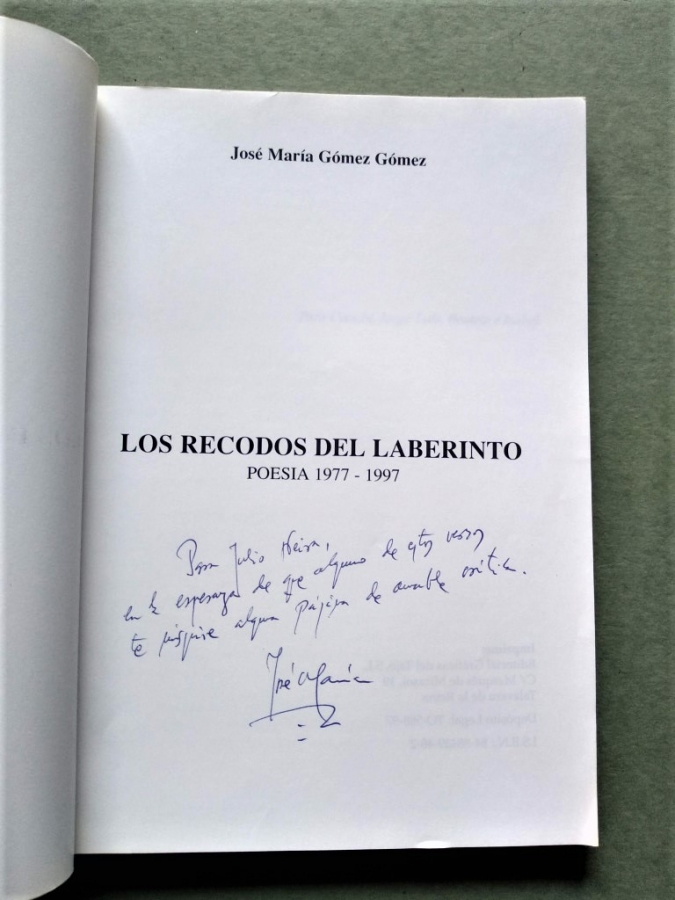 José María Gómez Gómez
LOS RECODOS DEL LABERINTO
POESIA 1977 - 1997
Para Julio Neira,
en la esperanza de que alguno de estos versos
te inspire alguna página de amable crítica.
José María